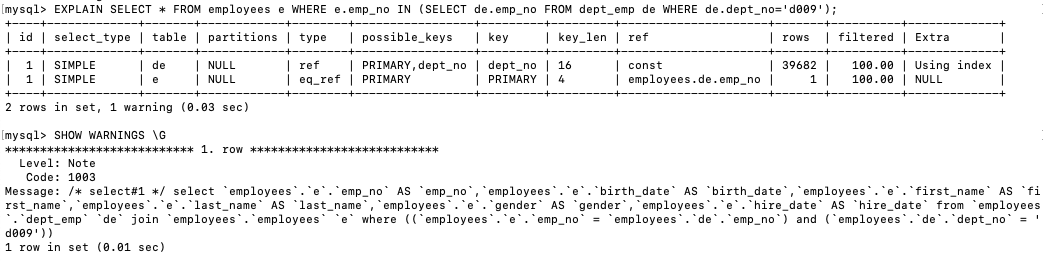 mysql> EXPLAIN SELECT * FROM employees e WHERE e.emp_no IN (SELECT de.emp_no FROM dept_emp de WHERE de.dept_no='d009');
+----+-------------+-------+------------+--------+-----------------+---------+---------+---------------------+-------+----------+-------------+
| id | select_type | table | partitions | type   | possible_keys   | key     | key_len | ref                 | rows  | filtered | Extra       |
+----+-------------+-------+------------+--------+-----------------+---------+---------+---------------------+-------+----------+-------------+
|  1 | SIMPLE      | de    | NULL       | ref    | PRIMARY,dept_no | dept_no | 16      | const               | 39682 |   100.00 | Using index |
|  1 | SIMPLE      | e     | NULL       | eq_ref | PRIMARY         | PRIMARY | 4       | employees.de.emp_no |     1 |   100.00 | NULL        |
+----+-------------+-------+------------+--------+-----------------+---------+---------+---------------------+-------+----------+-------------+
2 rows in set, 1 warning (0.03 sec)
mysql> SHOW WARNINGS \G
*************************** 1. row ***************************
  Level: Note
   Code: 1003
Message: /* select#1 */ select `employees`.`e`.`emp_no` AS `emp_no`,`employees`.`e`.`birth_date` AS `birth_date`,`employees`.`e`.`first_name` AS `fi
rst_name`,`employees`.`e`.`last_name` AS `last_name`,`employees`.`e`.`gender` AS `gender`,`employees`.`e`.`hire_date` AS `hire_date` from `employees
`.`dept_emp` `de` join `employees`.`employees` `e` where ((`employees`.`e`.`emp_no` = `employees`.`de`.`emp_no`) and (`employees`.`de`.`dept_no` = '
d009'))
1 row in set (0.01 sec)